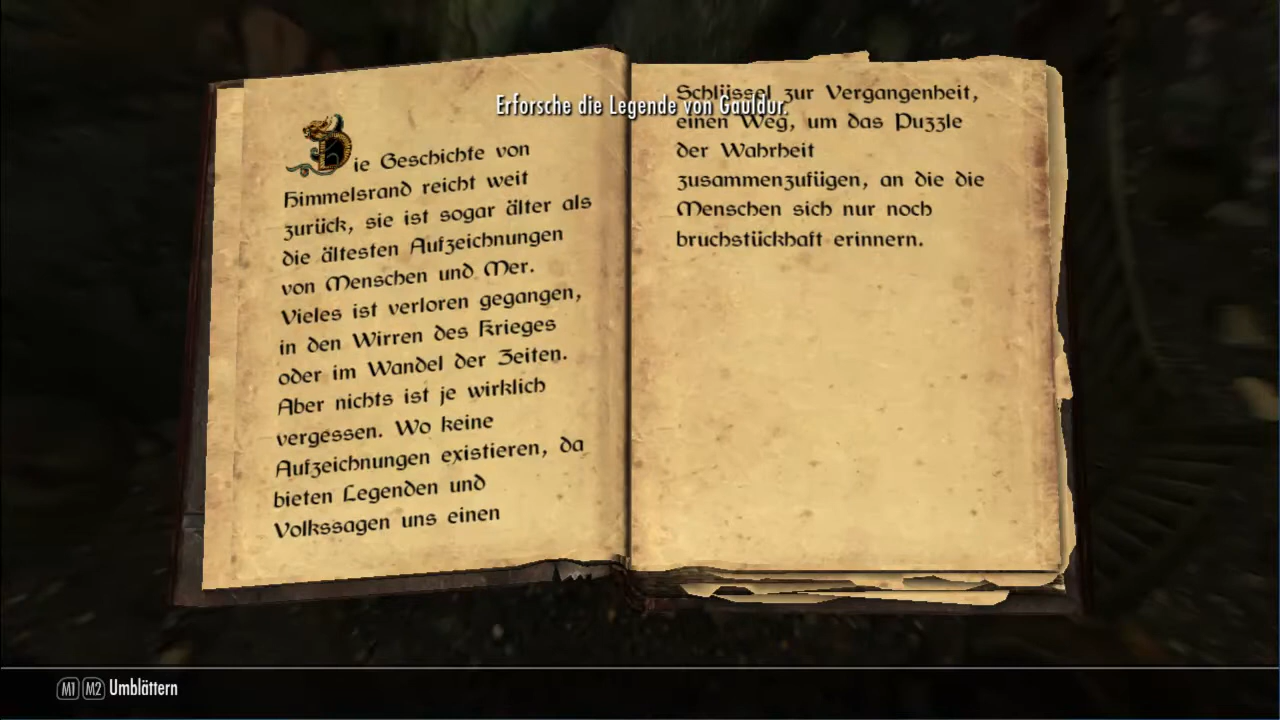 Die Geschichte von
Himmelsrand reicht weit
zurück, sie ist sogar älter als
die ältesten Aufzeichnungen
von Menschen und Mer.
Vieles ist verloren gegangen,
in den Wirren des Krieges
oder im Wandel der Zeiten.
Aber nichts ist je wirklich
vergessen. Wo keine
Aufzeichnungen existieren, da
bieten Legenden und
Volkssagen uns einen
Erforsche die Legende von Gauldur.
Schlüssel zur Vergangenheit,
einen Weg, um das Puzzle
der Wahrheit
zusammenzufügen, an die die
Menschen sich nur noch
bruchstückhaft erinnern.
M1 M2 Umblättern